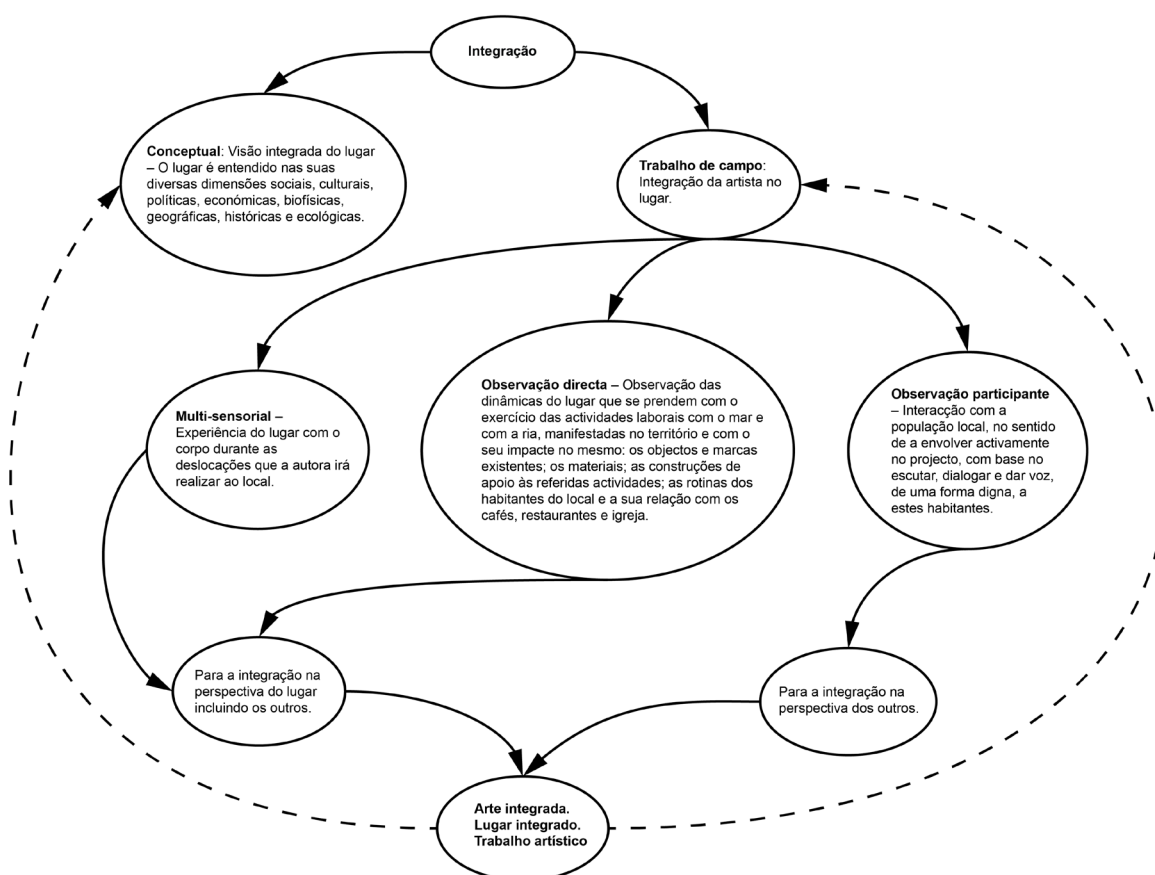 Integração
Conceptual: Visão integrada do lugar
– O lugar é entendido nas suas
diversas dimensões sociais, culturais,
políticas, económicas, biofísicas,
geográficas, históricas e ecológicas.
Trabalho de campo:
Integração da artista no
lugar.
Multi-sensorial –
Experiência do lugar com o
corpo durante as
deslocações que a autora irá
realizar ao local.
Observação directa – Observação das
dinâmicas do lugar que se prendem com o
exercício das actividades laborais com o mar e
com a ria, manifestadas no território e com o
seu impacte no mesmo: os objectos e marcas
existentes; os materiais; as construções de
apoio às referidas actividades; as rotinas dos
habitantes do local e a sua relação com os
cafés, restaurantes e igreja.
Observação participante
– Interacção com a
população local, no sentido
de a envolver activamente
no projecto, com base no
escutar, dialogar e dar voz,
de uma forma digna, a
estes habitantes.
Para a integração na
perspectiva do lugar
incluindo os outros.
Para a integração na
perspectiva dos outros.
Arte integrada.
Lugar integrado.
Trabalho artístico